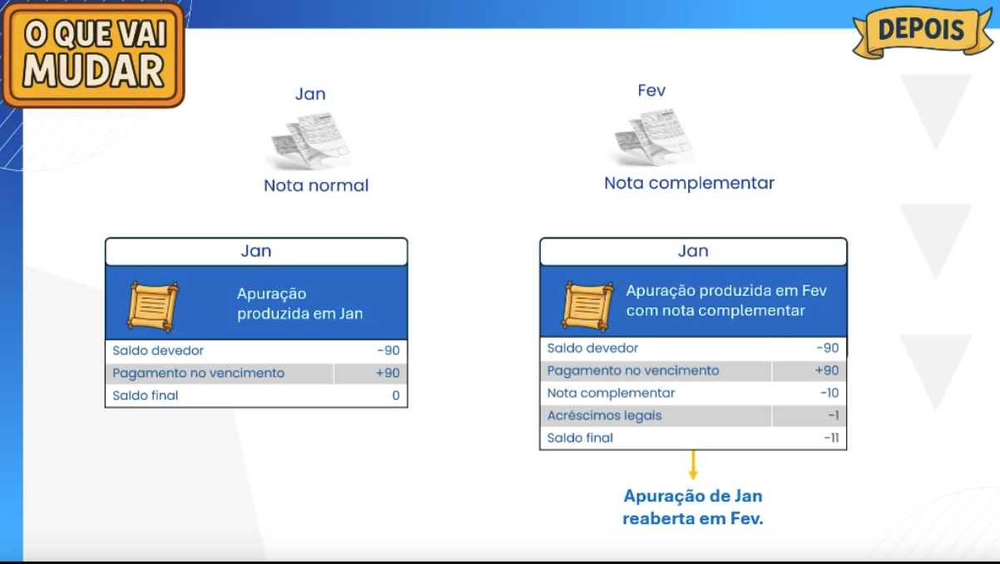 O QUE VAI
MUDAR
DEPOIS
Jan
Nota normal
Fev
Nota complementar
Jan
Apuração
produzida em Jan
Saldo devedor -90
Pagamento no vencimento +90
Saldo final 0
Jan
Apuração produzida em Fev
com nota complementar
Saldo devedor -90
Pagamento no vencimento +90
Nota complementar -10
Acréscimos legais -1
Saldo final -11
Apuração de Jan
reaberta em Fev.